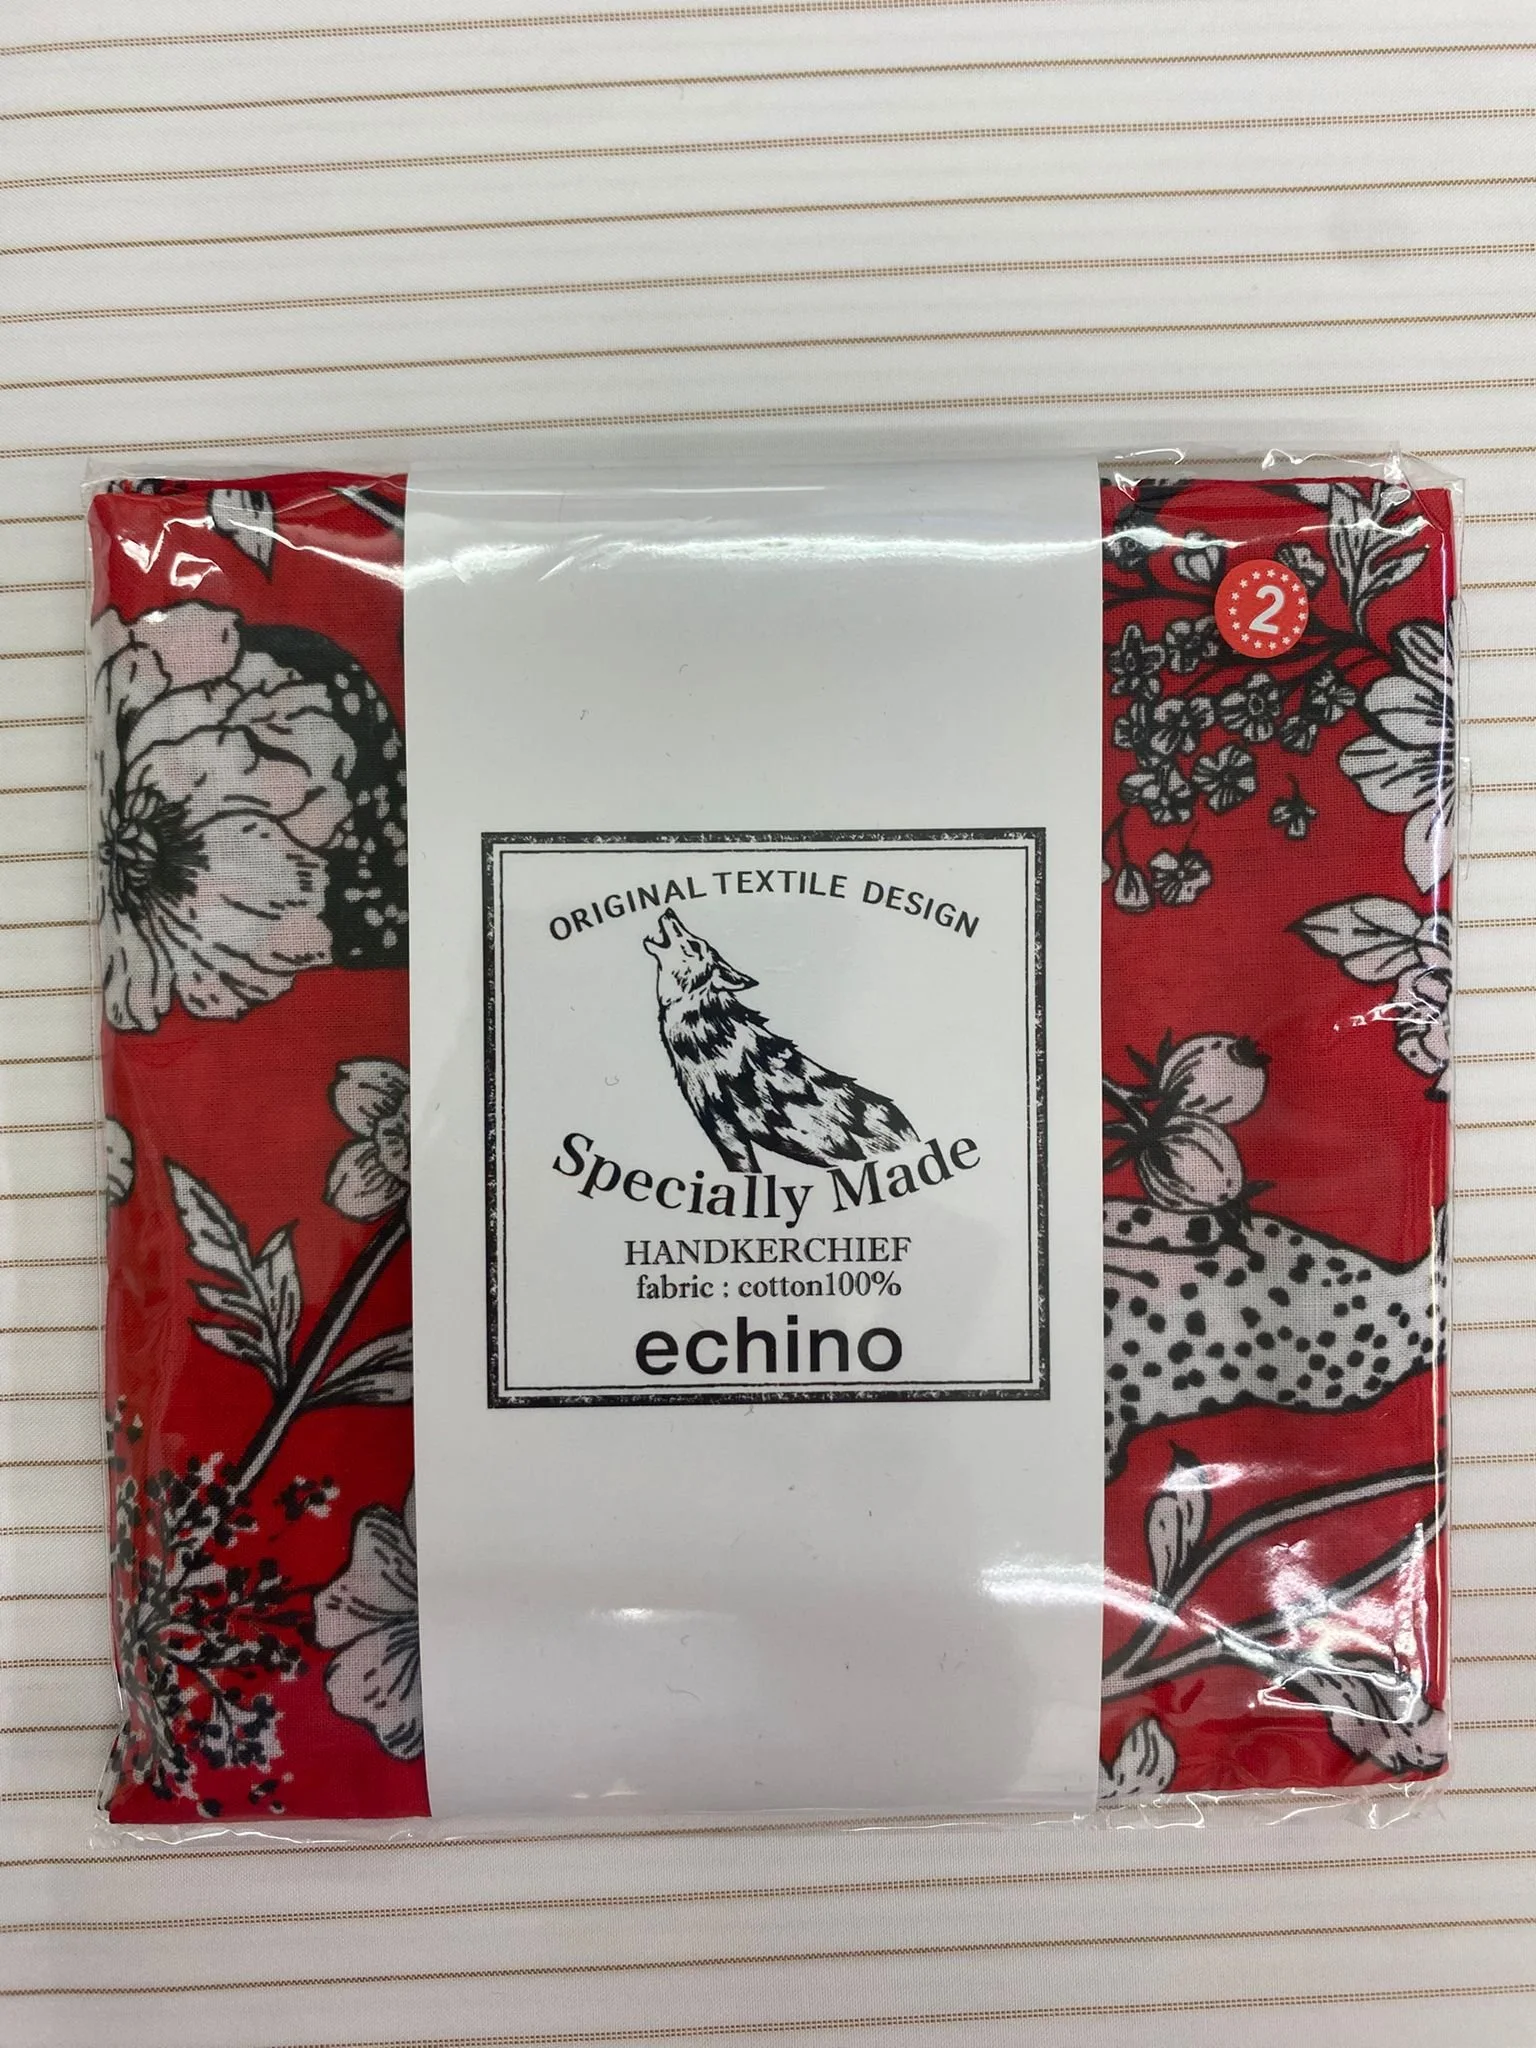 2
ORIGINAL TEXTILE DESIGN
Specially Made
HANDKERCHIEF
fabric : cotton100%
echino